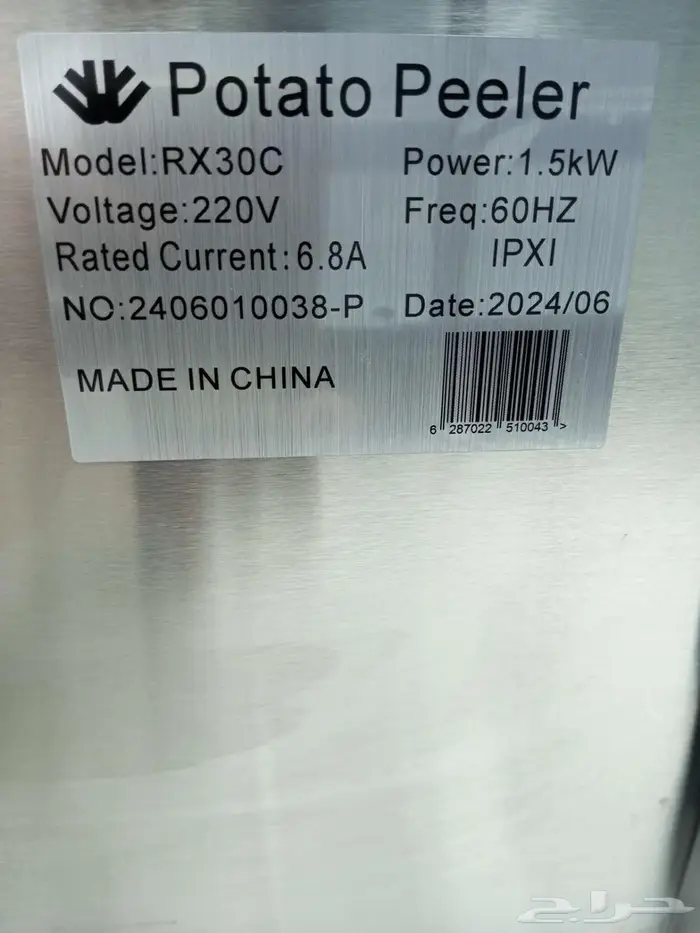 Potato Peeler
Model:RX30C Power:1.5kW
Voltage:220V Freq:60HZ
Rated Current:6.8A IPXI
NO:2406010038-P Date:2024/06
MADE IN CHINA
6 287022 510043 >
حراج